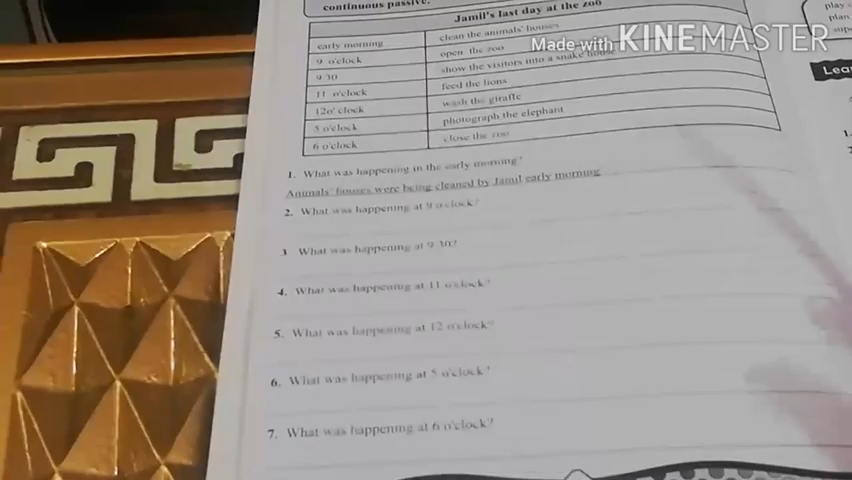 continuous passive.
Jamil's last day at the zoo
early morning clean the animals' houses
9 o'clock open the zoo
9 30 show the visitors into a snake house
11 o'clock feed the lions
12o' clock wash the giraffe
5 o'clock photograph the elephant
6 o'clock close the zoo
1. What was happening in the early morning?
Animals' houses were being cleaned by Jamil early morning
2. What was happening at 9 o'clock?
3 What was happening at 9 30?
4. What was happening at 11 o'clock?
5. What was happening at 12 o'clock?
6. What was happening at 5 o'clock?
7. What was happening at 6 o'clock?
Made with KINEMASTER
play
plan
Lea
1.